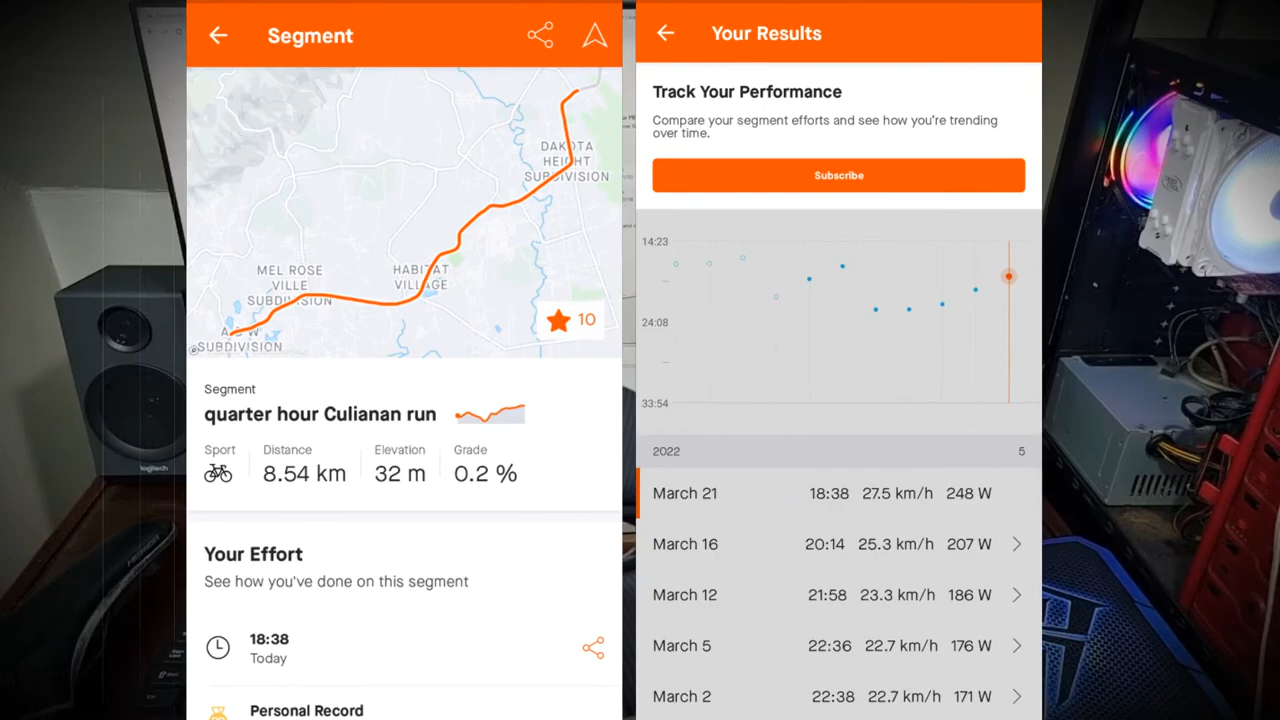 Segment
DAKOTA
HEIGHT
SUBDIVISION
MEL ROSE
VILLE
SUBDIVISION
HABITAT
VILLAGE
SUBDIVISION
10
Segment
quarter hour Culianan run
Sport
Distance
Elevation
Grade
8.54 km
32 m
0.2 %
Your Effort
See how you've done on this segment
18:38
Today
Personal Record
Your Results
Track Your Performance
Compare your segment efforts and see how you're trending
over time.
Subscribe
14:23
24:08
33:54
2022 5
March 21 18:38 27.5 km/h 248 W
March 16 20:14 25.3 km/h 207 W
March 12 21:58 23.3 km/h 186 W
March 5 22:36 22.7 km/h 176 W
March 2 22:38 22.7 km/h 171 W
logitech